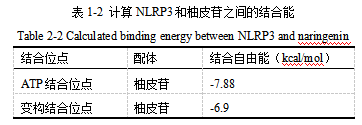 表 1-2 计算 NLRP3 和柚皮苷之间的结合能
Table 2-2 Calculated binding energy between NLRP3 and naringenin
结合位点 配体 结合自由能（kcal/mol）
ATP 结合位点 柚皮苷 -7.88
变构结合位点 柚皮苷 -6.9